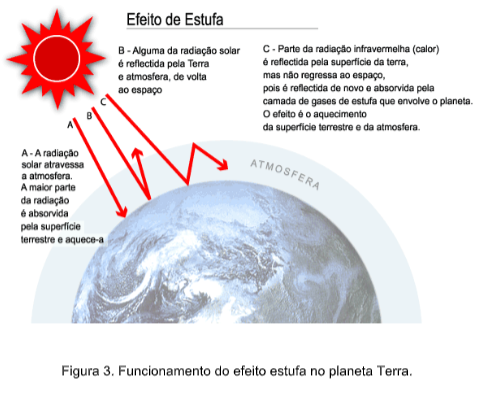 Efeito de Estufa
B - Alguma da radiação solar
é reflectida pela Terra
e atmosfera, de volta
ao espaço
C - Parte da radiação infravermelha (calor)
é reflectida pela superfície da terra,
mas não regressa ao espaço,
pois é reflectida de novo e absorvida pela
camada de gases de estufa que envolve o planeta.
O efeito é o aquecimento
da superfície terrestre e da atmosfera.
C
B
A
A - A radiação
solar atravessa
a atmosfera.
A maior parte
da radiação
é absorvida
pela superfície
terrestre e aquece-a
ATMOSFERA
Figura 3. Funcionamento do efeito estufa no planeta Terra.